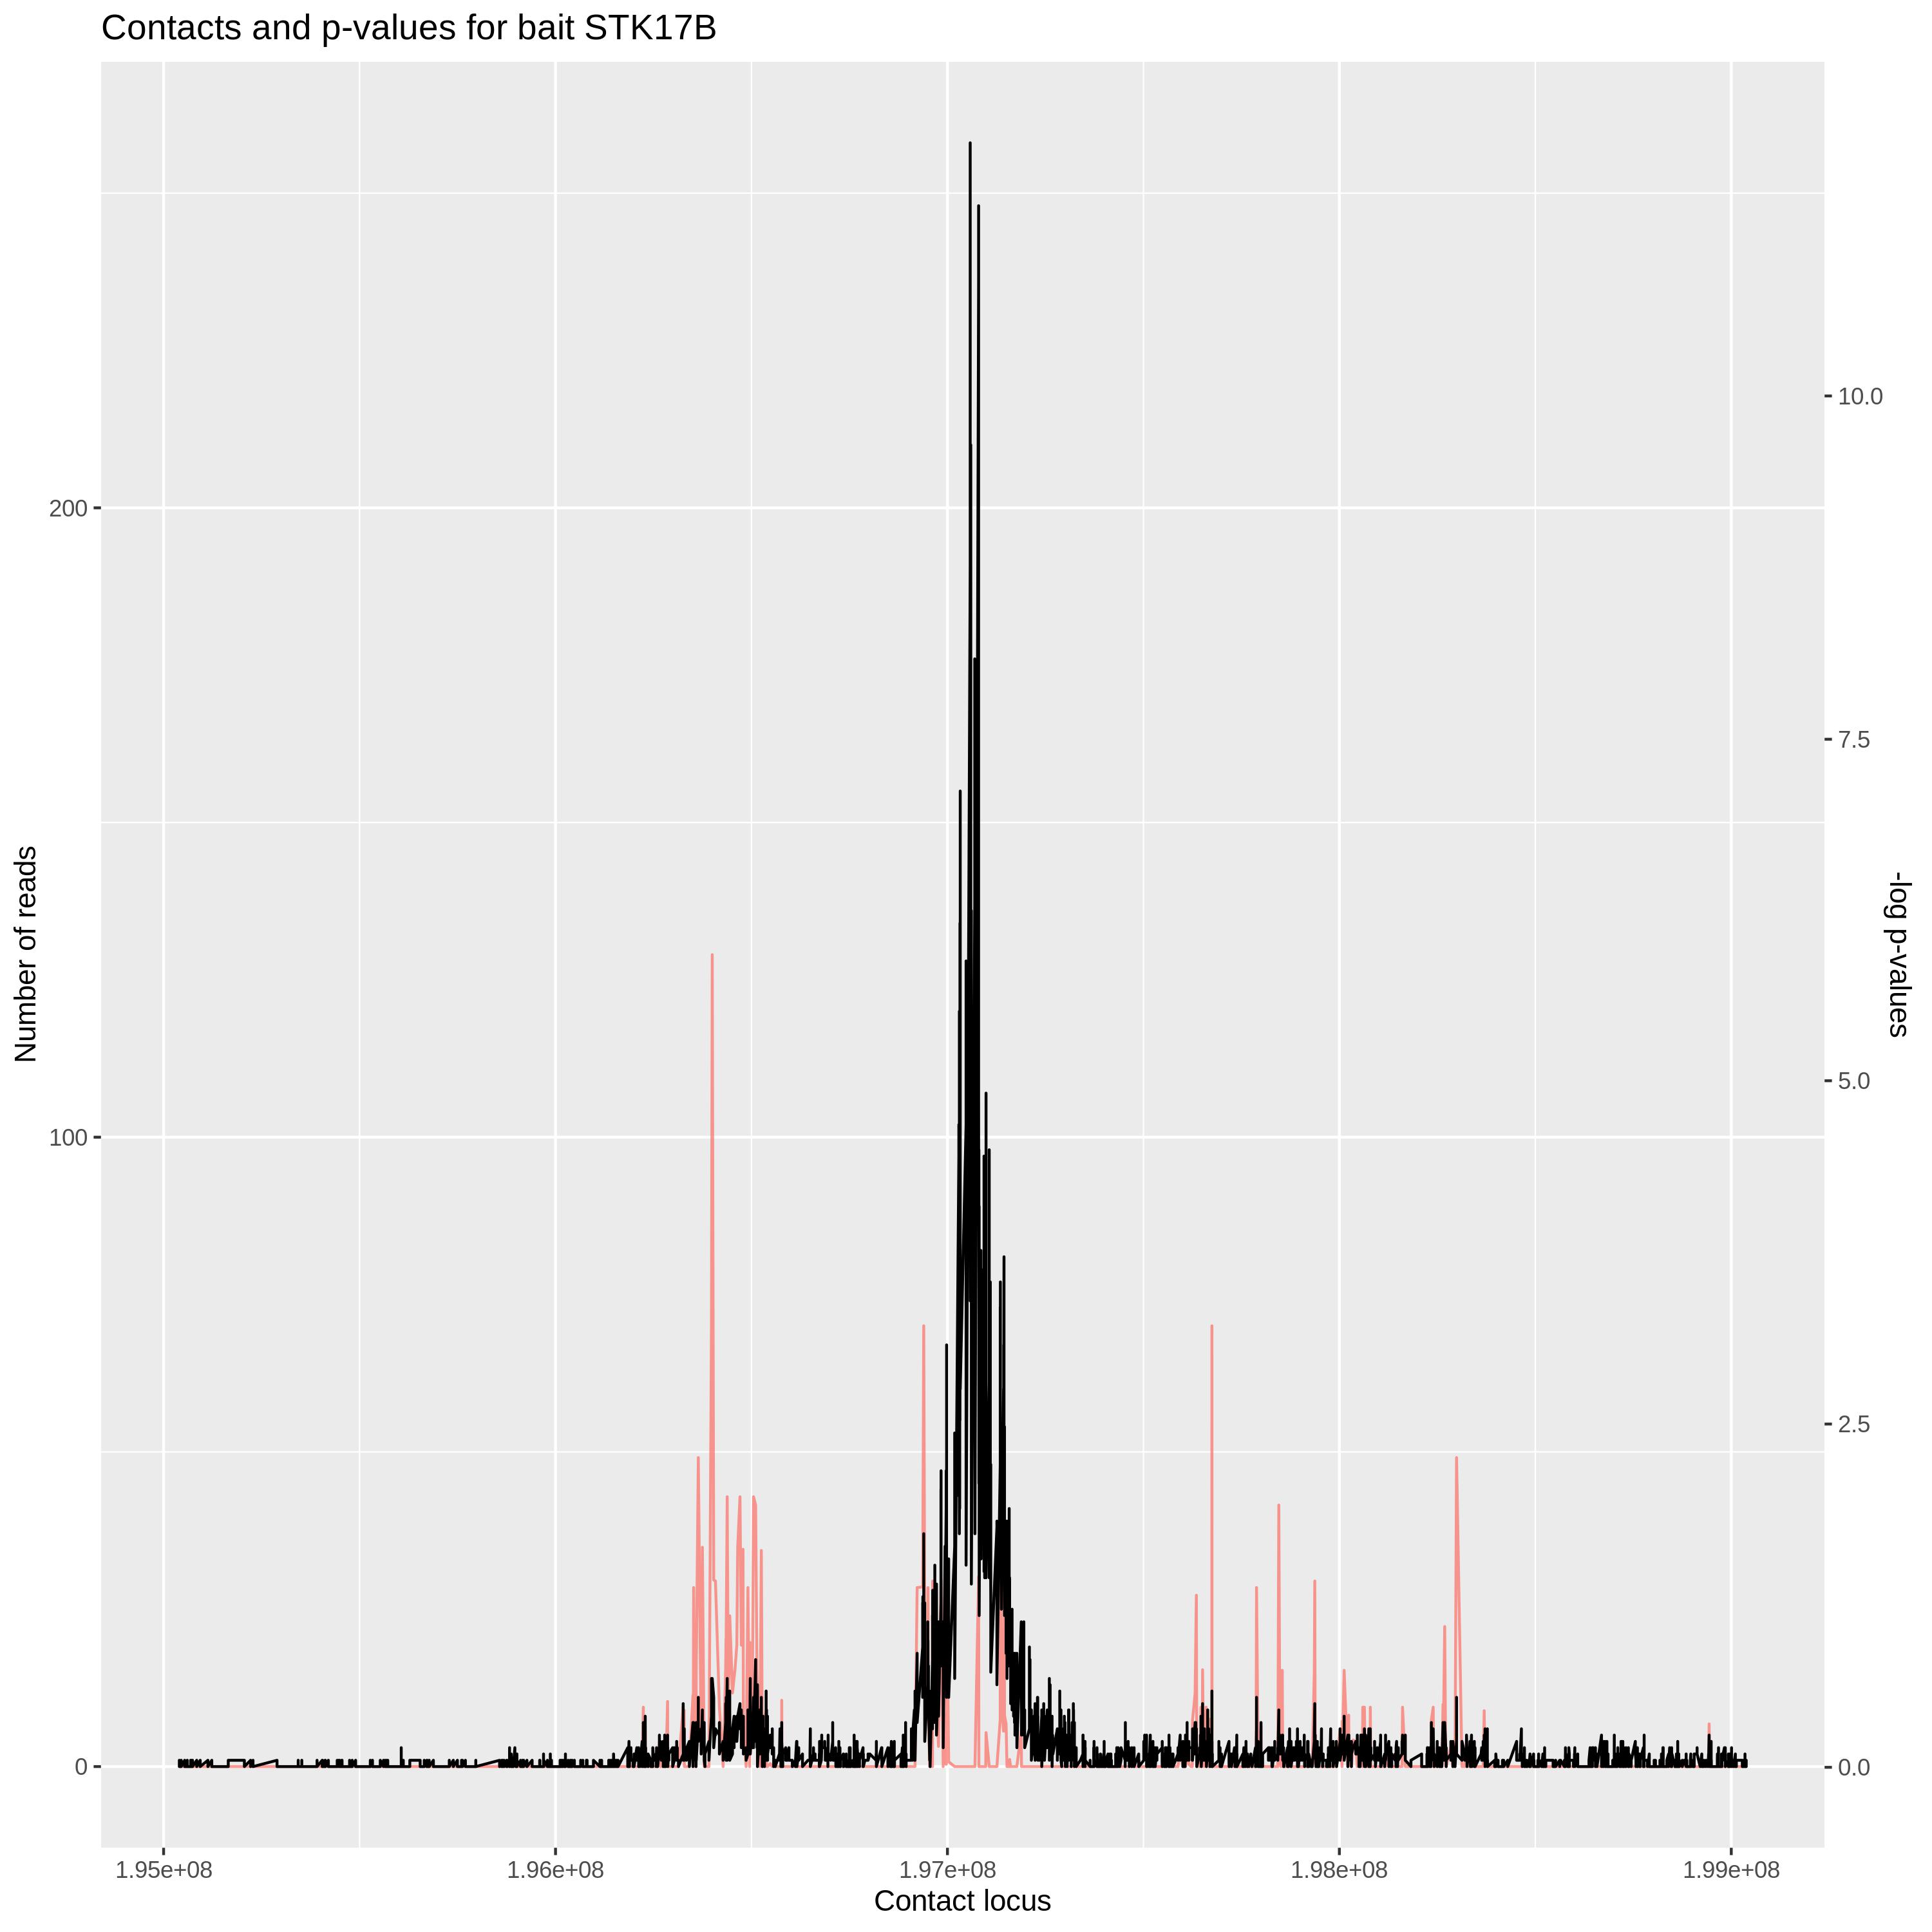 Contacts and p-values for bait STK17B
Number of reads
200
100
0
10.0
7.5
5.0
2.5
0.0
-log p-values
1.95e+08
1.96e+08
1.97e+08
1.98e+08
1.99e+08
Contact locus